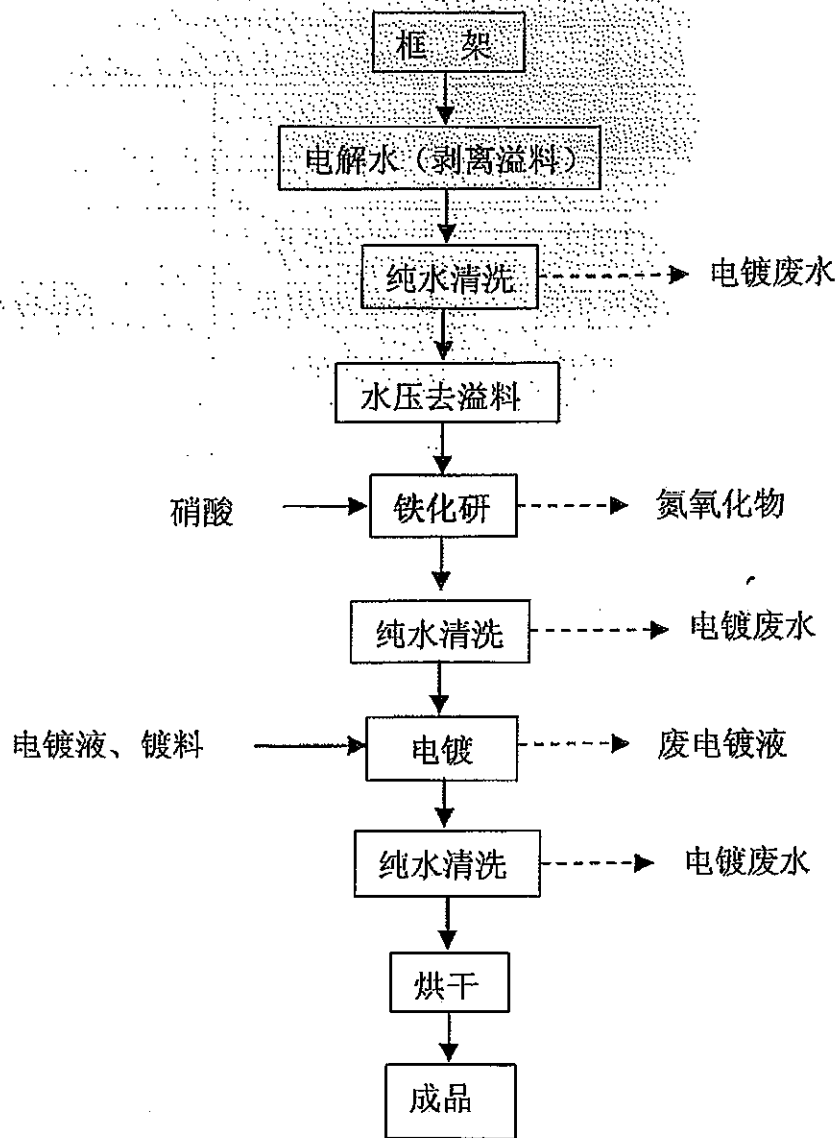 框 架
电解水（剥离溢料）
纯水清洗
电镀废水
水压去溢料
硝酸
铁化研
氮氧化物
纯水清洗
电镀废水
电镀液、镀料
电镀
废电镀液
纯水清洗
电镀废水
烘干
成品